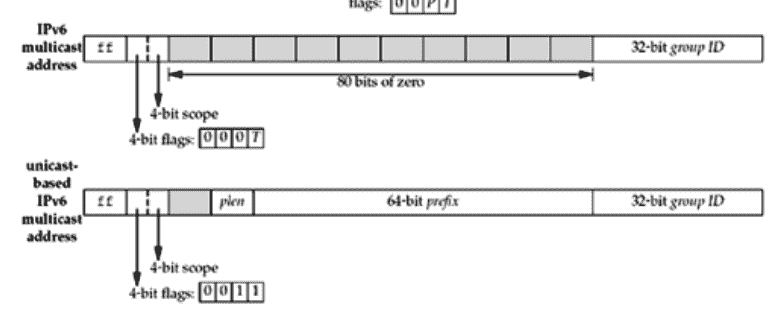 flags: 0 0 P T
IPv6
multicast
address
ff
32-bit group ID
80 bits of zero
4-bit scope
4-bit flags: 0 0 0 T
unicast-
based
IPv6
multicast
address
ff
plen
64-bit prefix
32-bit group ID
4-bit scope
4-bit flags: 0 0 1 1